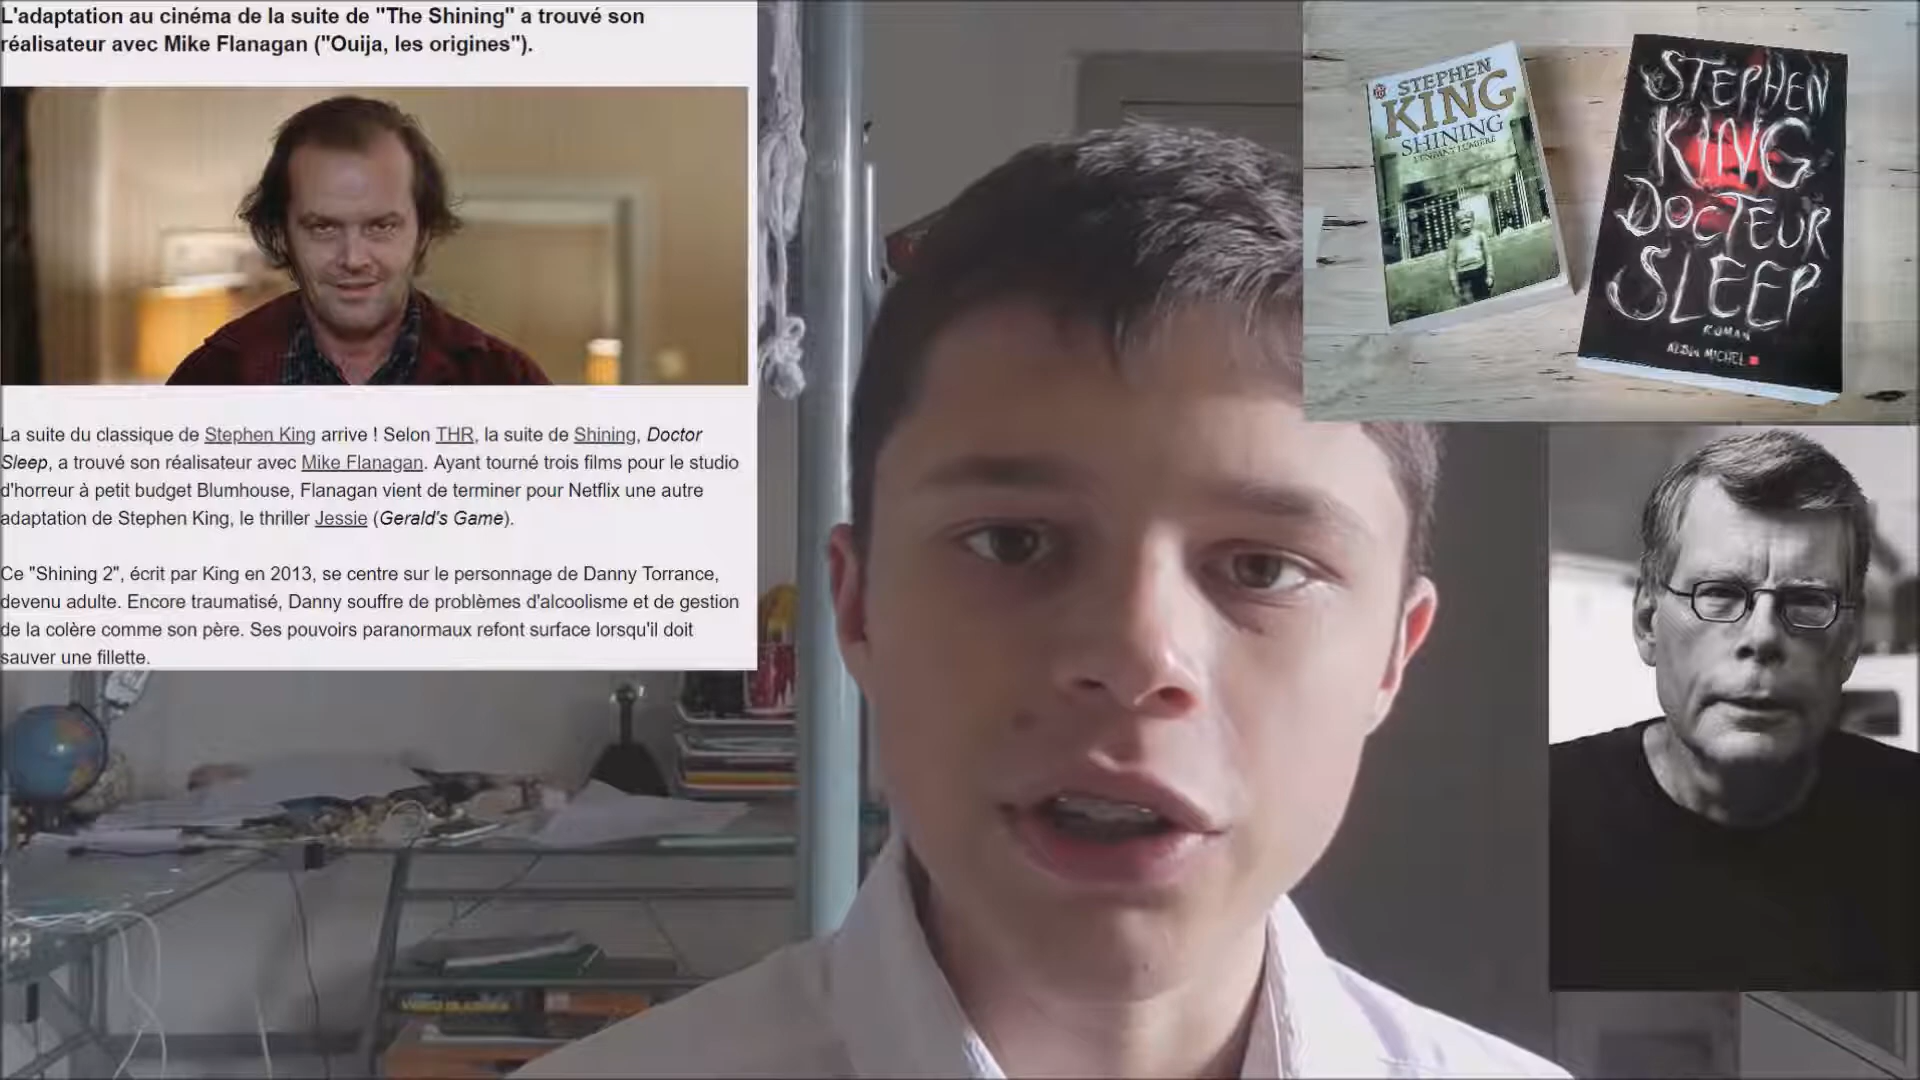 L'adaptation au cinéma de la suite de "The Shining" a trouvé son
réalisateur avec Mike Flanagan ("Ouija, les origines").
La suite du classique de Stephen King arrive ! Selon THR, la suite de Shining, Doctor
Sleep, a trouvé son réalisateur avec Mike Flanagan. Ayant tourné trois films pour le studio
d'horreur à petit budget Blumhouse, Flanagan vient de terminer pour Netflix une autre
adaptation de Stephen King, le thriller Jessie (Gerald's Game).
Ce "Shining 2", écrit par King en 2013, se centre sur le personnage de Danny Torrance,
devenu adulte. Encore traumatisé, Danny souffre de problèmes d'alcoolisme et de gestion
de la colère comme son père. Ses pouvoirs paranormaux refont surface lorsqu'il doit
sauver une fillette.
STEPHEN
KING
SHINING
L'ENFANT LUMIÈRE
STEPHEN
KING
DOCTEUR
SLEEP
ROMAN
ALBIN MICHEL